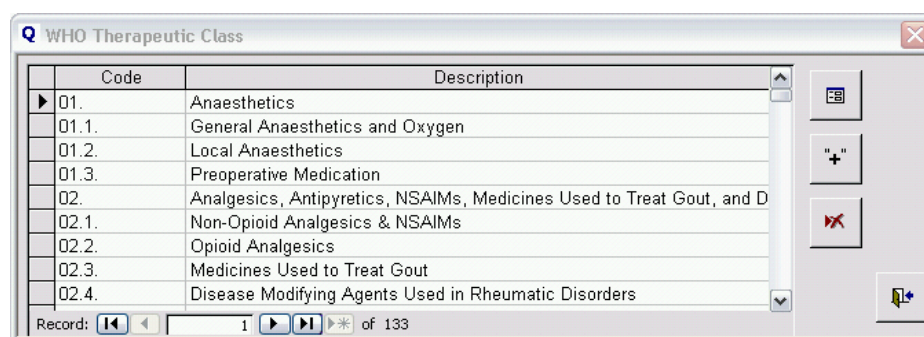 Q WHO Therapeutic Class
Code Description
01. Anaesthetics
01.1. General Anaesthetics and Oxygen
01.2. Local Anaesthetics
01.3. Preoperative Medication
02. Analgesics, Antipyretics, NSAIMs, Medicines Used to Treat Gout, and D
02.1. Non-Opioid Analgesics & NSAIMs
02.2. Opioid Analgesics
02.3. Medicines Used to Treat Gout
02.4. Disease Modifying Agents Used in Rheumatic Disorders
"+"
Record: 1 of 133